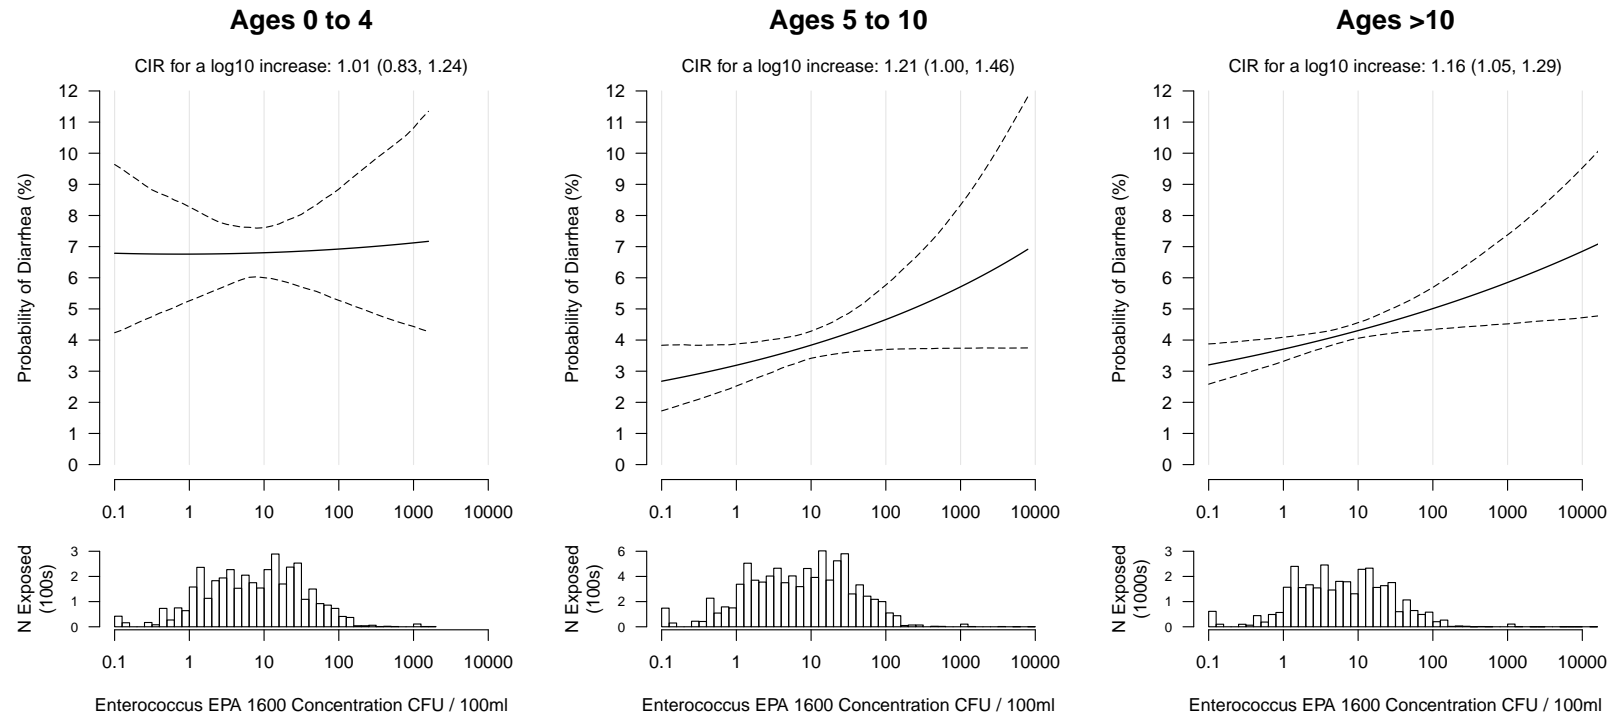 Ages 0 to 4
CIR for a log10 increase: 1.01 (0.83, 1.24)
Probability of Diarrhea (%)
12
11
10
9
8
7
6
5
4
3
2
1
0
0.1 1 10 100 1000 10000
N Exposed
(100s)
3
2
1
0
0.1 1 10 100 1000 10000
Enterococcus EPA 1600 Concentration CFU / 100ml
Ages 5 to 10
CIR for a log10 increase: 1.21 (1.00, 1.46)
Probability of Diarrhea (%)
12
11
10
9
8
7
6
5
4
3
2
1
0
0.1 1 10 100 1000 10000
N Exposed
(100s)
6
4
2
0
0.1 1 10 100 1000 10000
Enterococcus EPA 1600 Concentration CFU / 100ml
Ages >10
CIR for a log10 increase: 1.16 (1.05, 1.29)
Probability of Diarrhea (%)
12
11
10
9
8
7
6
5
4
3
2
1
0
0.1 1 10 100 1000 10000
N Exposed
(1000s)
3
2
1
0
0.1 1 10 100 1000 10000
Enterococcus EPA 1600 Concentration CFU / 100ml